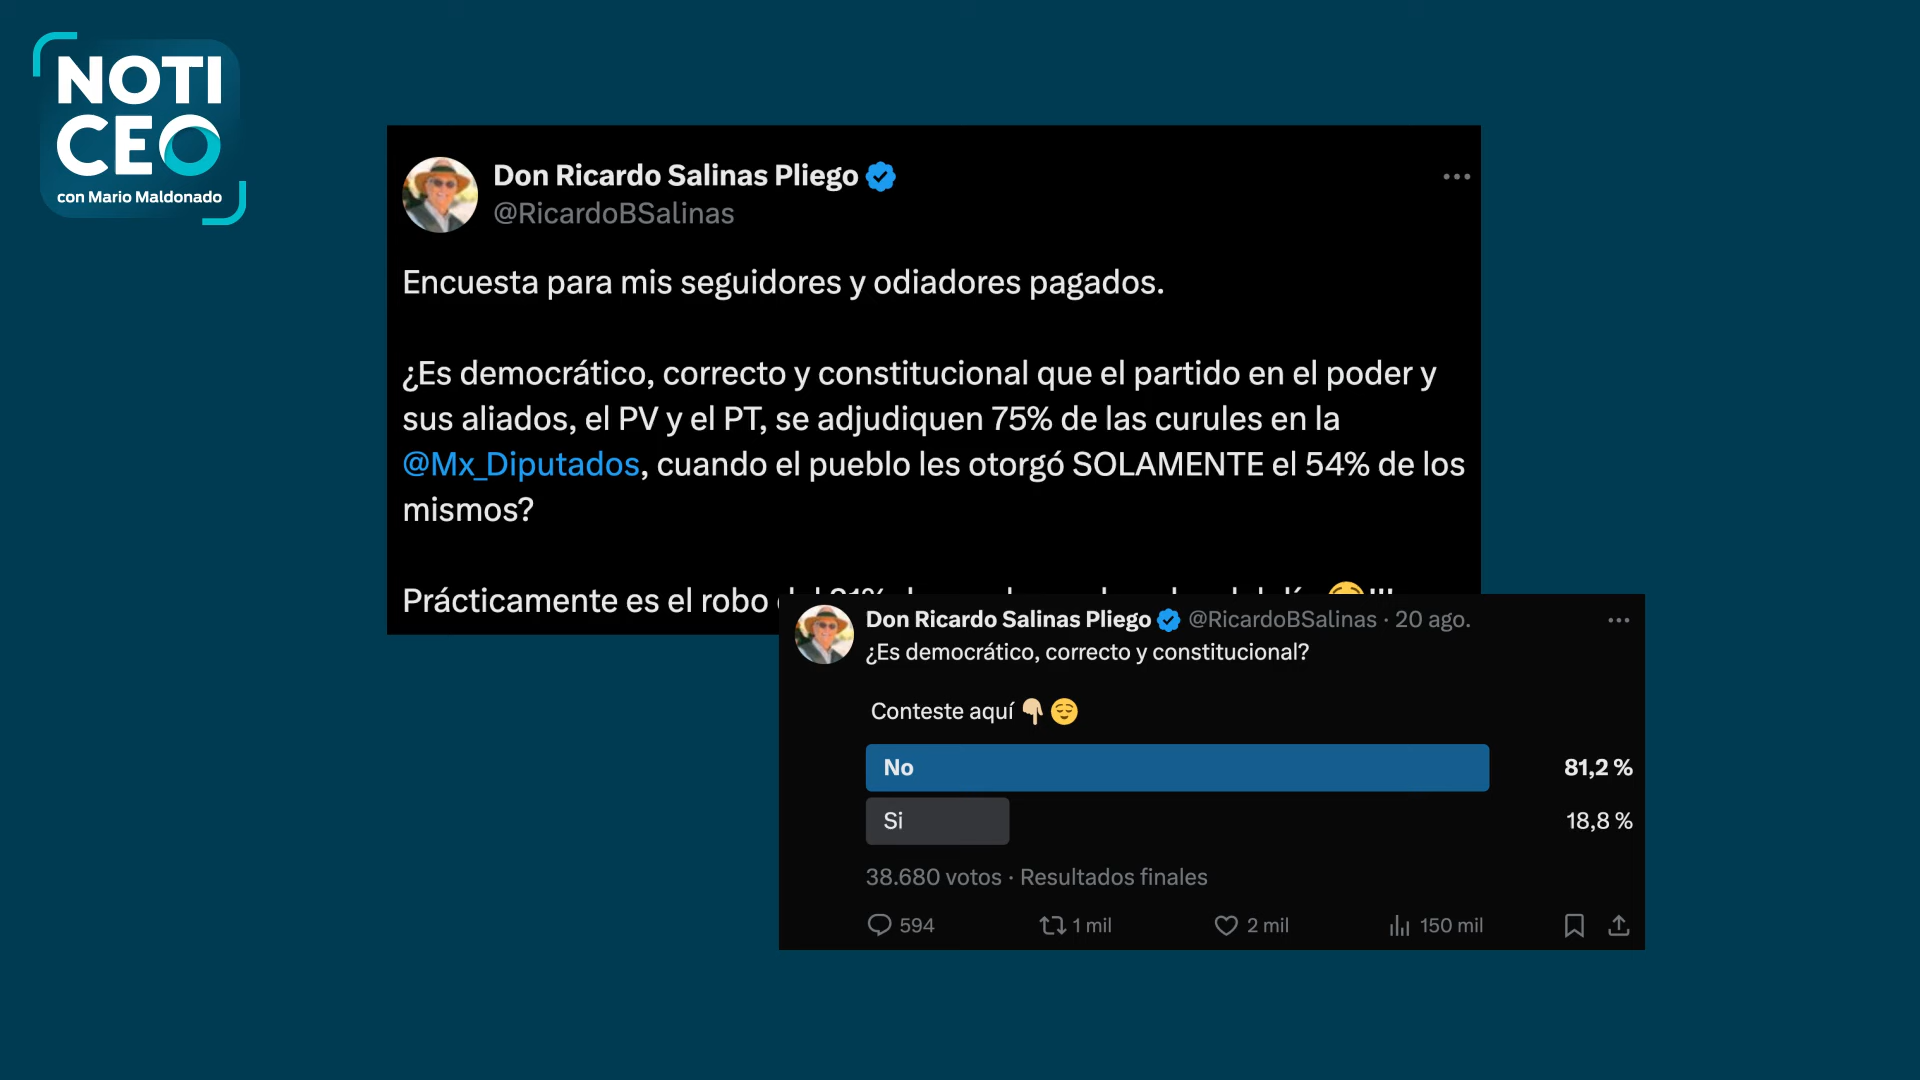 NOTI
CEO
con Mario Maldonado
Don Ricardo Salinas Pliego
@RicardoBSalinas
Encuesta para mis seguidores y odiadores pagados.
¿Es democrático, correcto y constitucional que el partido en el poder y
sus aliados, el PV y el PT, se adjudiquen 75% de las curules en la
@Mx_Diputados, cuando el pueblo les otorgó SOLAMENTE el 54% de los
mismos?
Prácticamente es el robo
Don Ricardo Salinas Pliego @RicardoBSalinas · 20 ago.
¿Es democrático, correcto y constitucional?
Conteste aquí 👇🏼😌
No 81,2 %
Si 18,8 %
38.680 votos · Resultados finales
594 1 mil 2 mil 150 mil